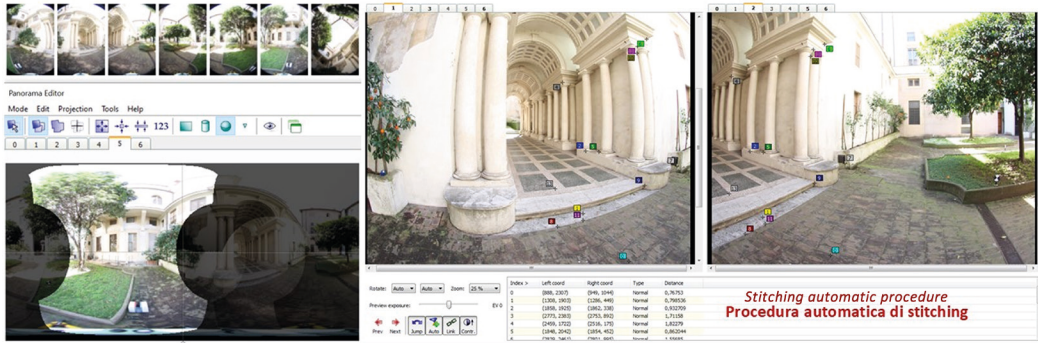 Panorama Editor
Mode Edit Projection Tools Help
123
0 1 2 3 4 5 6
0 1 2 3 4 5 6
0 1 2 3 4 5 6
Rotate: Auto Auto Zoom: 25 %
Preview exposure: EV 0
Prev Next Jump Auto Link Contr.
Index > Left coord Right coord Type Normal Distance
0 (888, 2307) (949, 1044) Normal 0,76753
1 (1308, 1903) (1286, 449) Normal 0,798536
2 (1858, 1925) (1862, 338) Normal 0,932709
3 (2773, 2383) (2753, 892) Normal 1,71158
4 (2459, 1722) (2516, 175) Normal 1,82279
5 (1848, 2042) (1854, 452) Normal 0,862044
Stitching automatic procedure
Procedura automatica di stitching